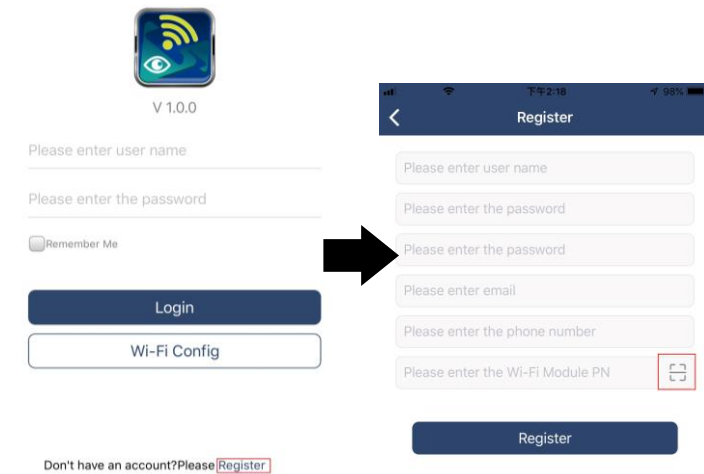 V 1.0.0
Please enter user name
Please enter the password
Remember Me
Login
Wi-Fi Config
Don't have an account?Please Register
下午2:18
98%
Register
Please enter user name
Please enter the password
Please enter the password
Please enter email
Please enter the phone number
Please enter the Wi-Fi Module PN
Register